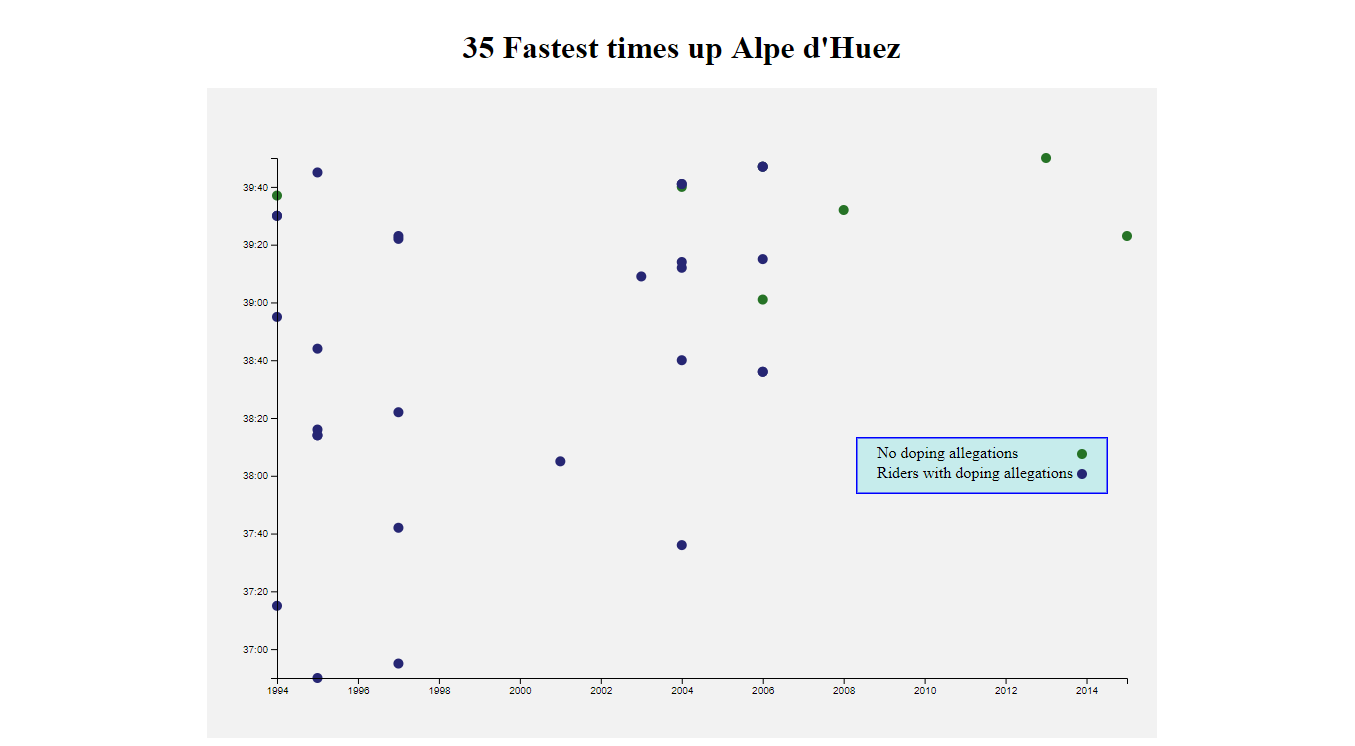 35 Fastest times up Alpe d'Huez
39:40
39:20
39:00
38:40
38:20
38:00
37:40
37:20
37:00
No doping allegations
Riders with doping allegations
1994 1996 1998 2000 2002 2004 2006 2008 2010 2012 2014